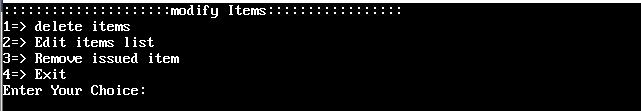 ::::::::::::::::::::::modify Items:::::::::::::::::
1=> delete items
2=> Edit items list
3=> Remove issued item
4=> Exit
Enter Your Choice: